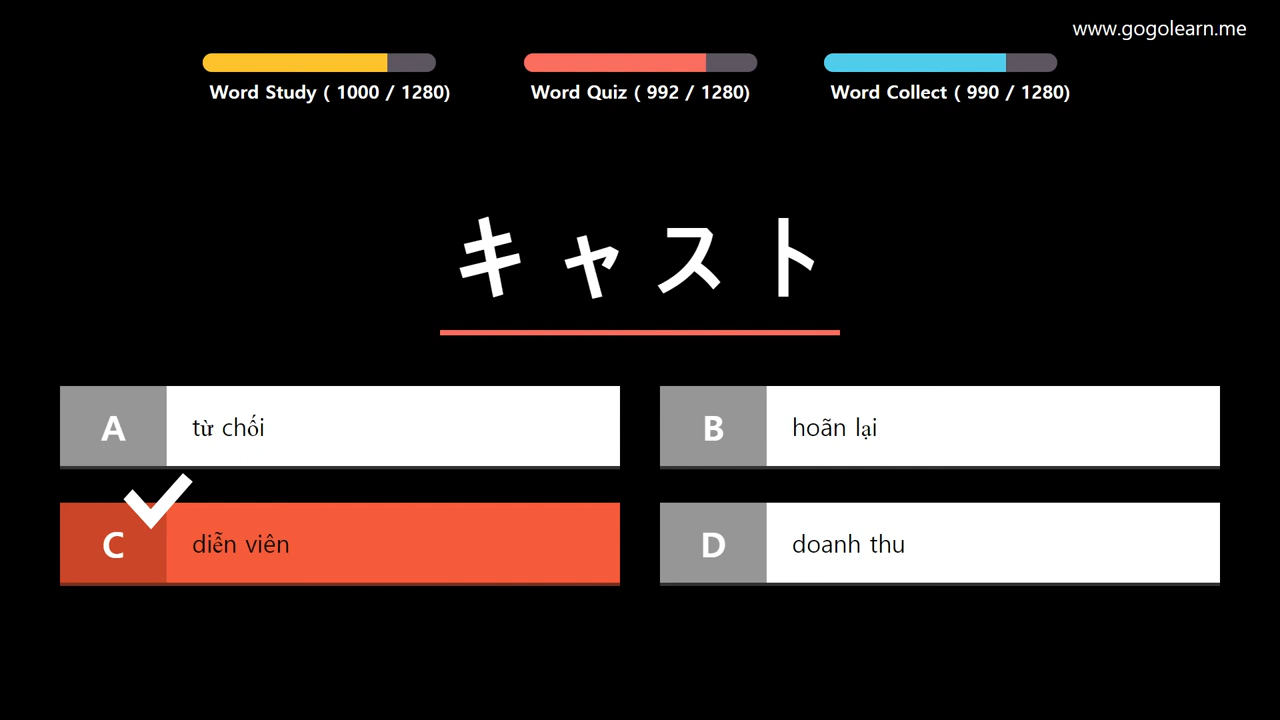 www.gogolearn.me
Word Study ( 1000 / 1280)
Word Quiz ( 992 / 1280)
Word Collect ( 990 / 1280)
キャスト
A từ chối
B hoãn lại
C diễn viên
D doanh thu